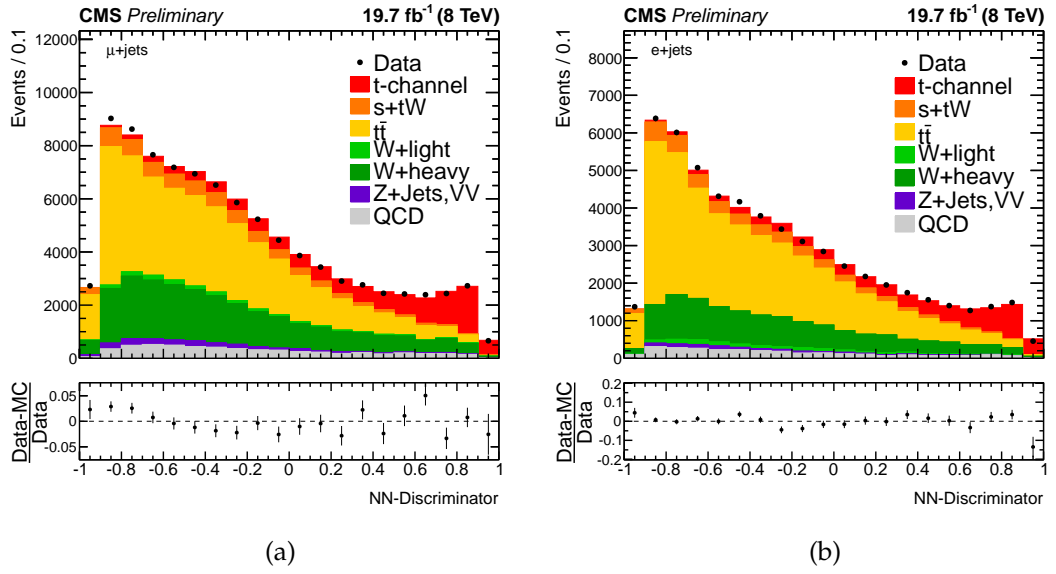 CMS Preliminary 19.7 fb⁻¹ (8 TeV)
μ+jets
Events / 0.1
12000
10000
8000
6000
4000
2000
0
Data
t-channel
s+tW
tt̄
W+light
W+heavy
Z+Jets,VV
QCD
Data-MC
Data
0.05
0
-0.05
-1 -0.8 -0.6 -0.4 -0.2 0 0.2 0.4 0.6 0.8 1
NN-Discriminator
(a)
CMS Preliminary 19.7 fb⁻¹ (8 TeV)
e+jets
Events / 0.1
8000
7000
6000
5000
4000
3000
2000
1000
0
Data
t-channel
s+tW
tt̄
W+light
W+heavy
Z+Jets,VV
QCD
Data-MC
Data
0.2
0.1
0
-0.1
-0.2
-1 -0.8 -0.6 -0.4 -0.2 0 0.2 0.4 0.6 0.8 1
NN-Discriminator
(b)